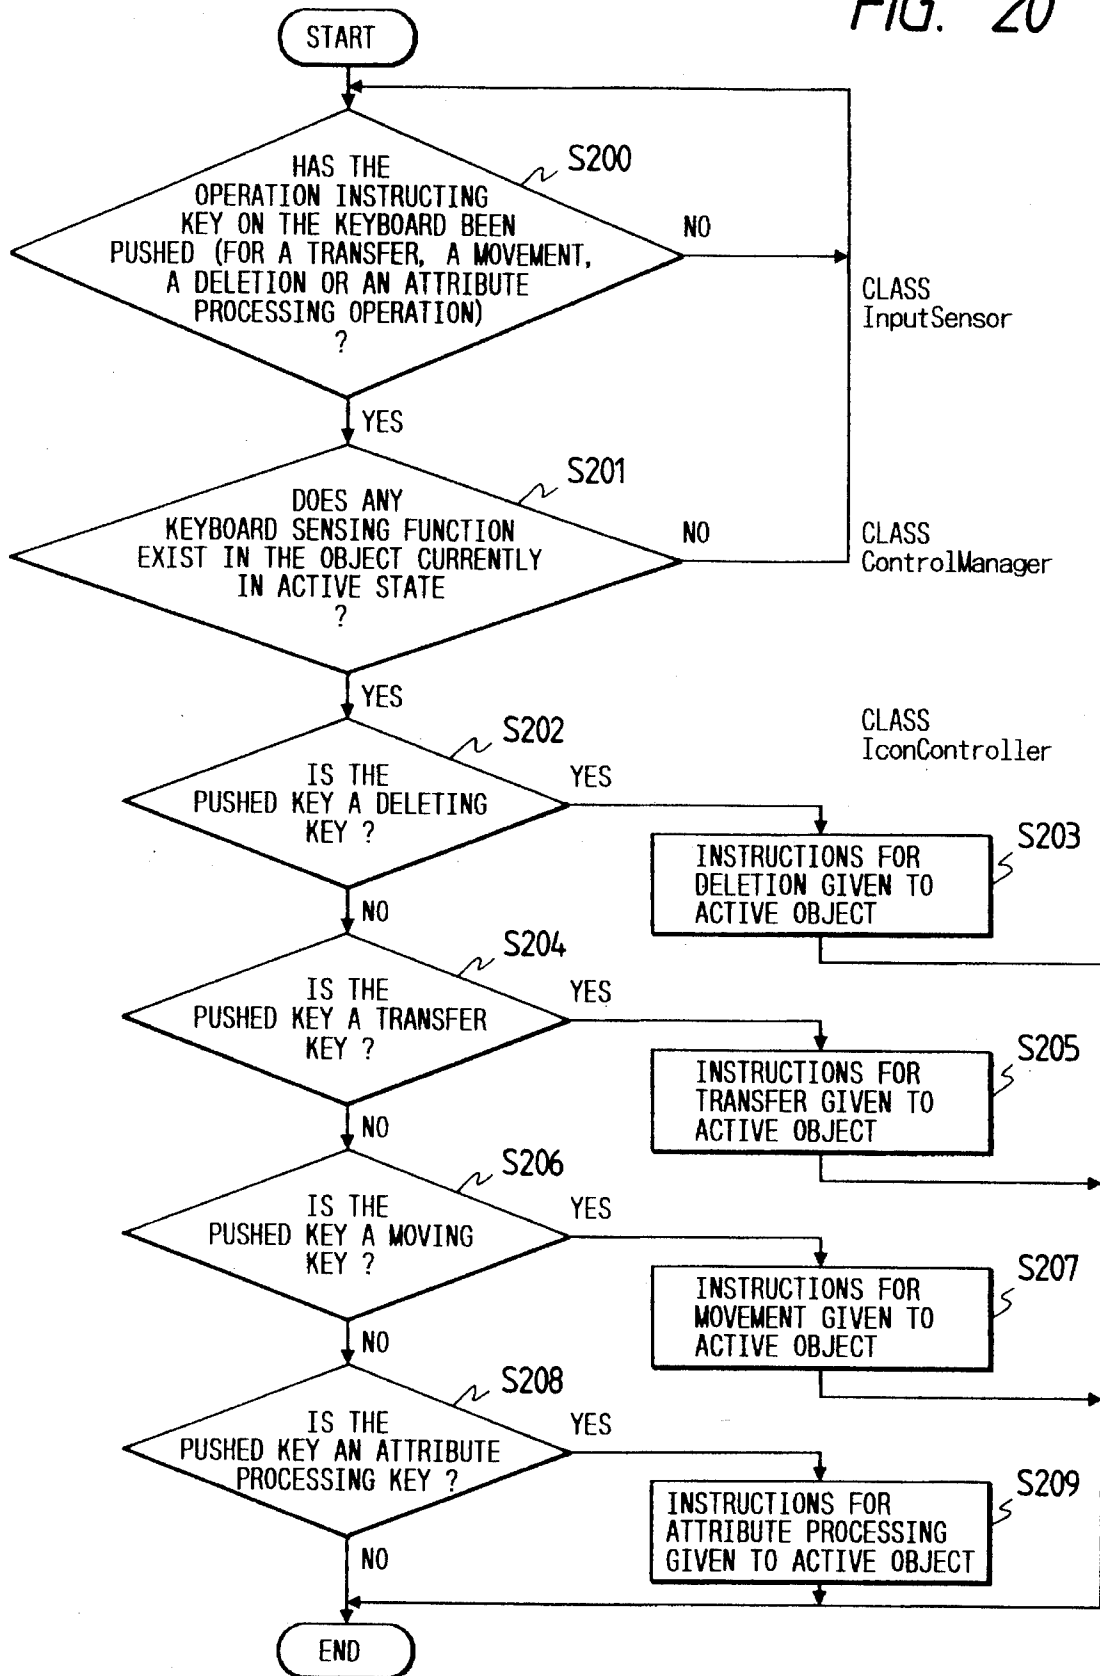 FIG. 20
START
HAS THE
OPERATION INSTRUCTING
KEY ON THE KEYBOARD BEEN
PUSHED (FOR A TRANSFER, A MOVEMENT,
A DELETION OR AN ATTRIBUTE
PROCESSING OPERATION)
?
S200
NO
CLASS
InputSensor
YES
S201
DOES ANY
KEYBOARD SENSING FUNCTION
EXIST IN THE OBJECT CURRENTLY
IN ACTIVE STATE
?
NO
CLASS
ControlManager
YES
CLASS
IconController
S202
IS THE
PUSHED KEY A DELETING
KEY ?
YES
S203
INSTRUCTIONS FOR
DELETION GIVEN TO
ACTIVE OBJECT
NO
S204
IS THE
PUSHED KEY A TRANSFER
KEY ?
YES
S205
INSTRUCTIONS FOR
TRANSFER GIVEN TO
ACTIVE OBJECT
NO
S206
IS THE
PUSHED KEY A MOVING
KEY ?
YES
S207
INSTRUCTIONS FOR
MOVEMENT GIVEN TO
ACTIVE OBJECT
NO
S208
IS THE
PUSHED KEY AN ATTRIBUTE
PROCESSING KEY ?
YES
S209
INSTRUCTIONS FOR
ATTRIBUTE PROCESSING
GIVEN TO ACTIVE OBJECT
NO
END